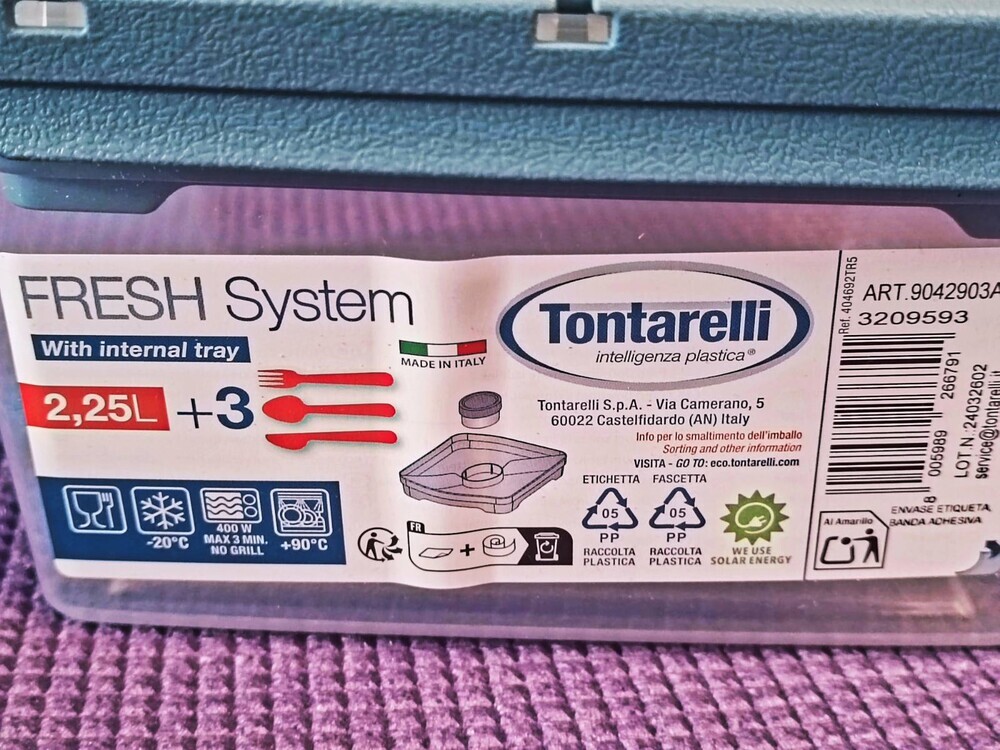 FRESH System
With internal tray
2,25L +3
MADE IN ITALY
-20°C
400 W
MAX 3 MIN.
NO GRILL
+90°C
Tontarelli
intelligenza plastica®
Tontarelli S.p.A. - Via Camerano, 5
60022 Castelfidardo (AN) Italy
Info per lo smaltimento dell'imballo
Sorting and other information
VISITA - GO TO: eco.tontarelli.com
ETICHETTA FASCETTA
05 05
PP PP
RACCOLTA RACCOLTA
PLASTICA PLASTICA
WE USE
SOLAR ENERGY
FR
+
Ref. 404692TR5
ART.9042903A
3209593
8 005989 266791
LOT.N. 24032602
service@tontarelli.it
ENVASE ETIQUETA,
BANDA ADHESIVA
Al Amarillo